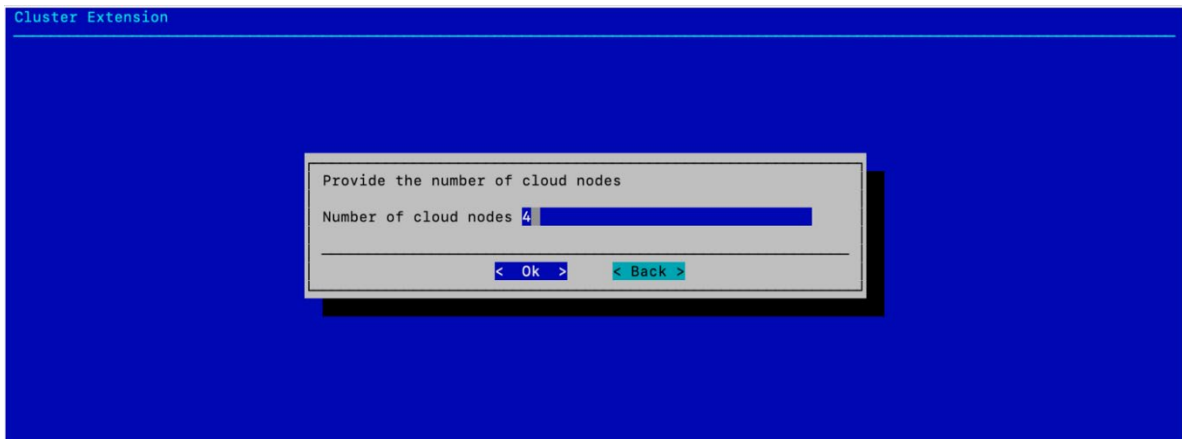 Cluster Extension
Provide the number of cloud nodes
Number of cloud nodes 4
< Ok > < Back >